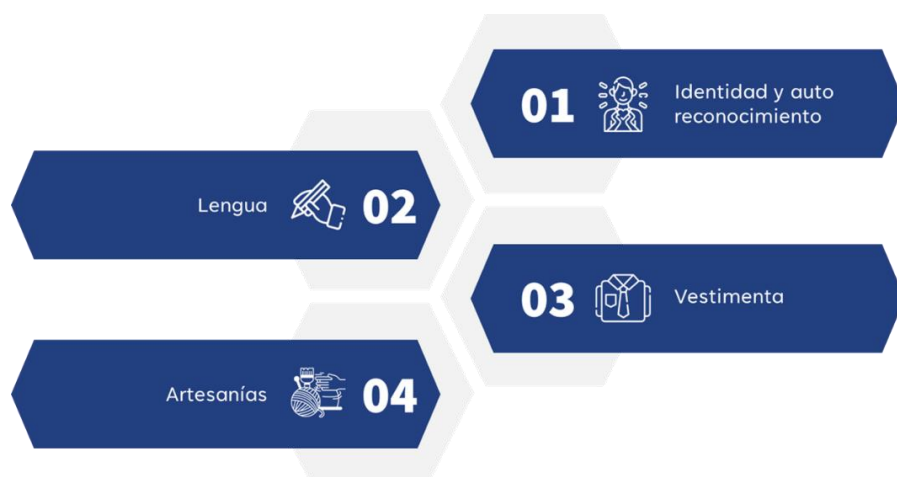 01
Identidad y auto
reconocimiento
Lengua
02
03
Vestimenta
Artesanías
04